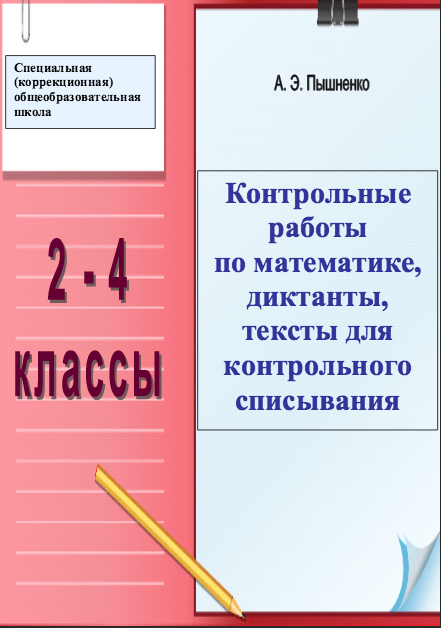 Специальная
(коррекционная)
общеобразовательная
школа
А. Э. Пышненко
Контрольные
работы
по математике,
диктанты,
тексты для
контрольного
списывания
2 - 4
классы